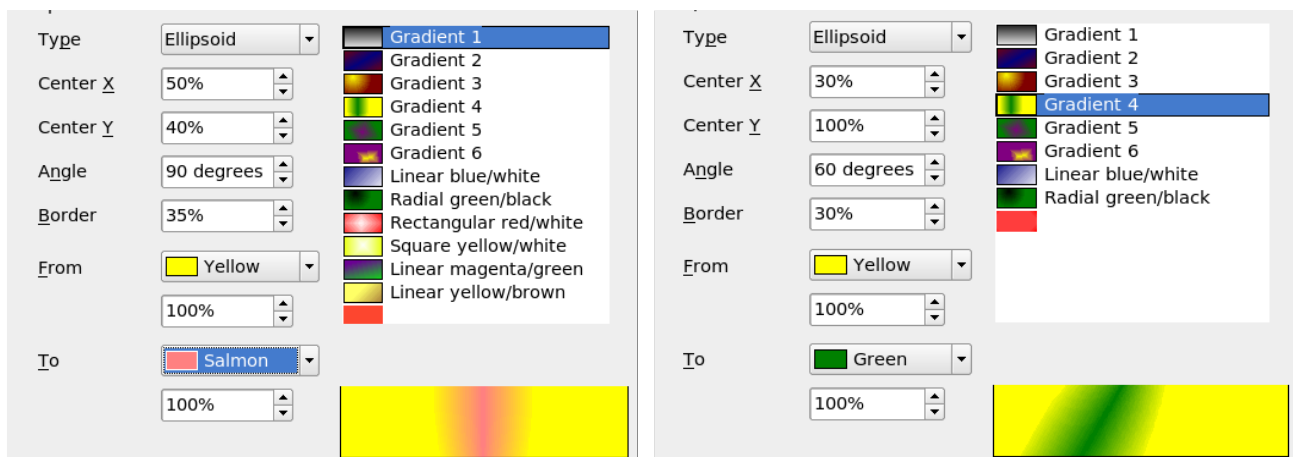 Type Ellipsoid
Center X 50%
Center Y 40%
Angle 90 degrees
Border 35%
From Yellow
100%
To Salmon
100%
Gradient 1
Gradient 2
Gradient 3
Gradient 4
Gradient 5
Gradient 6
Linear blue/white
Radial green/black
Rectangular red/white
Square yellow/white
Linear magenta/green
Linear yellow/brown
Type Ellipsoid
Center X 30%
Center Y 100%
Angle 60 degrees
Border 30%
From Yellow
100%
To Green
100%
Gradient 1
Gradient 2
Gradient 3
Gradient 4
Gradient 5
Gradient 6
Linear blue/white
Radial green/black